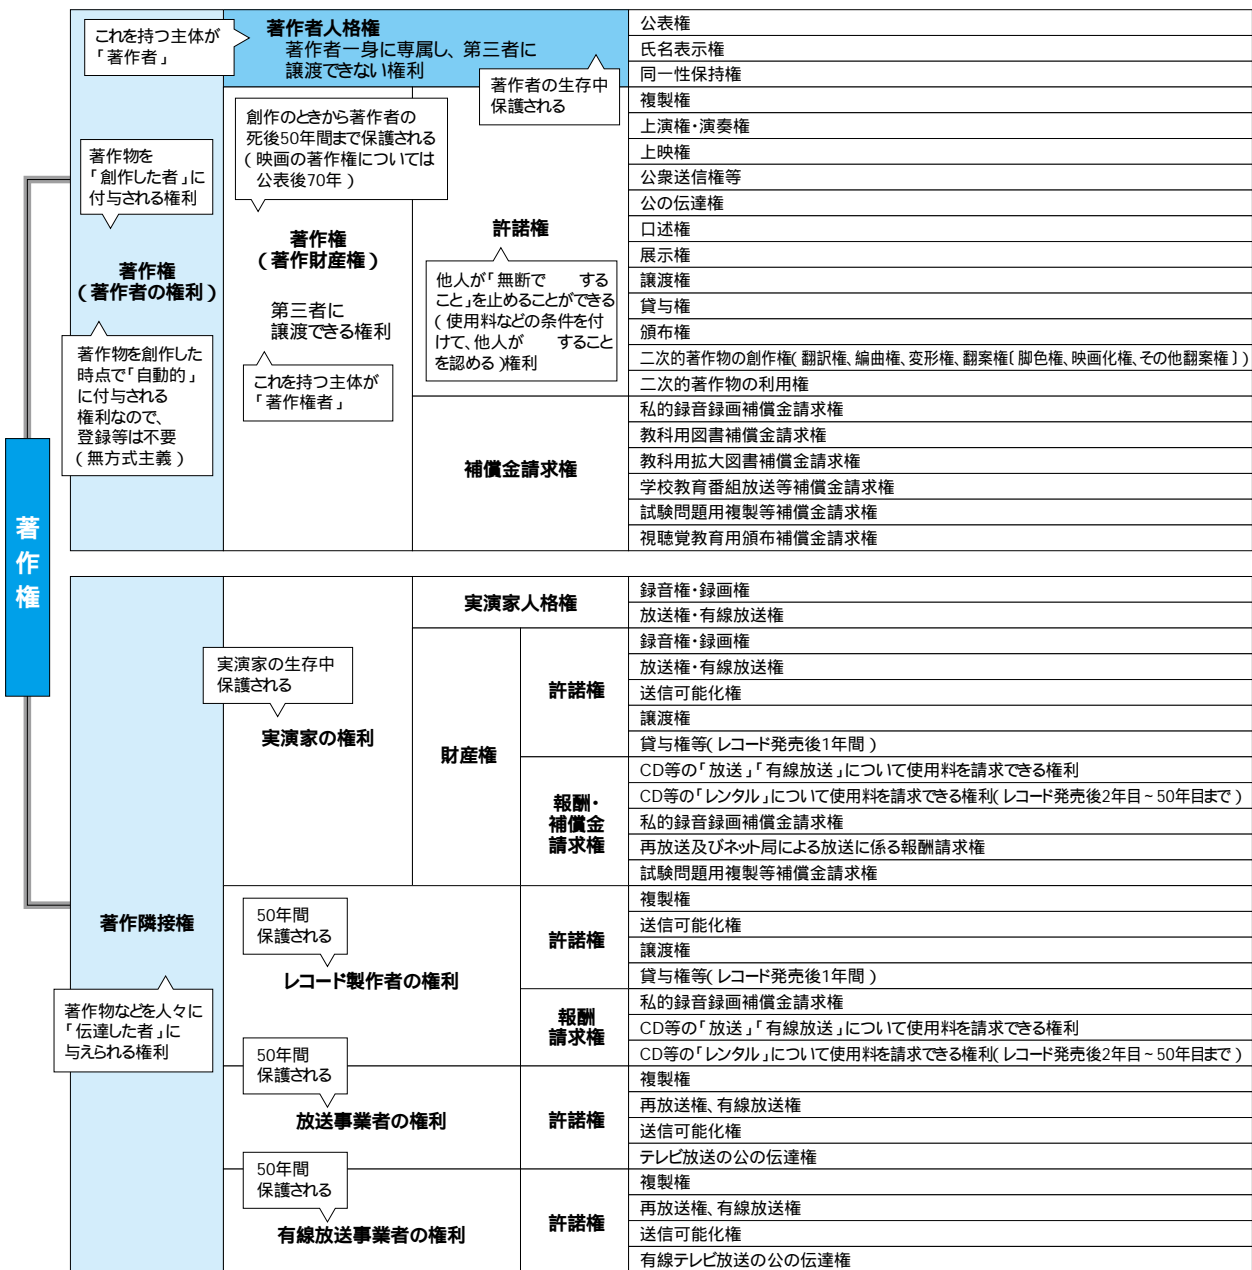 著作権
著作権
(著作者の権利)
著作物を
「創作した者」に
付与される権利
著作物を創作した
時点で「自動的」
に付与される
権利なので、
登録等は不要
(無方式主義)
これを持つ主体が
「著作者」
著作者人格権
著作者一身に専属し、第三者に
譲渡できない権利
著作者の生存中
保護される
公表権
氏名表示権
同一性保持権
創作のときから著作者の
死後50年間まで保護される
(映画の著作権については
公表後70年)
著作権
(著作財産権)
第三者に
譲渡できる権利
これを持つ主体が
「著作権者」
許諾権
他人が「無断で　　する
こと」を止めることができる
(使用料などの条件を付
けて、他人が　　すること
を認める)権利
複製権
上演権・演奏権
上映権
公衆送信権等
公の伝達権
口述権
展示権
譲渡権
貸与権
頒布権
二次的著作物の創作権(翻訳権、編曲権、変形権、翻案権〔脚色権、映画化権、その他翻案権〕)
二次的著作物の利用権
補償金請求権
私的録音録画補償金請求権
教科用図書補償金請求権
教科用拡大図書補償金請求権
学校教育番組放送等補償金請求権
試験問題用複製等補償金請求権
視聴覚教育用頒布補償金請求権
著作隣接権
著作物などを人々に
「伝達した者」に
与えられる権利
実演家の生存中
保護される
実演家の権利
実演家人格権
録音権・録画権
放送権・有線放送権
財産権
許諾権
録音権・録画権
放送権・有線放送権
送信可能化権
譲渡権
貸与権等(レコード発売後1年間)
報酬・
補償金
請求権
CD等の「放送」「有線放送」について使用料を請求できる権利
CD等の「レンタル」について使用料を請求できる権利(レコード発売後2年目~50年目まで)
私的録音録画補償金請求権
再放送及びネット局による放送に係る報酬請求権
試験問題用複製等補償金請求権
50年間
保護される
レコード製作者の権利
許諾権
複製権
送信可能化権
譲渡権
貸与権等(レコード発売後1年間)
報酬
請求権
私的録音録画補償金請求権
CD等の「放送」「有線放送」について使用料を請求できる権利
CD等の「レンタル」について使用料を請求できる権利(レコード発売後2年目~50年目まで)
50年間
保護される
放送事業者の権利
許諾権
複製権
再放送権、有線放送権
送信可能化権
テレビ放送の公の伝達権
50年間
保護される
有線放送事業者の権利
許諾権
複製権
再放送権、有線放送権
送信可能化権
有線テレビ放送の公の伝達権